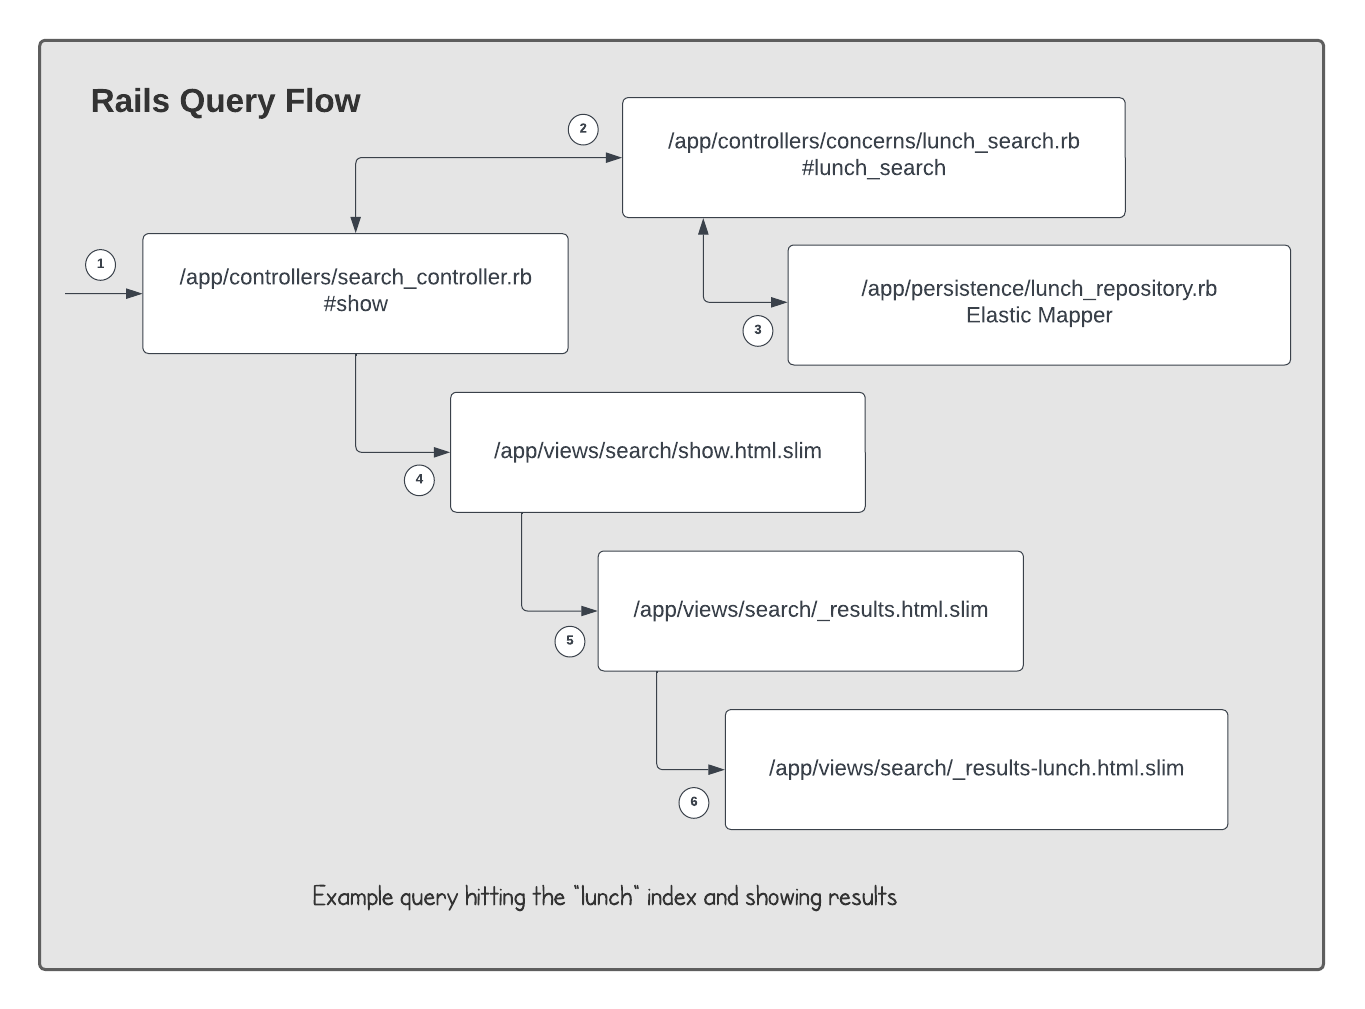 Rails Query Flow
1
/app/controllers/search_controller.rb
#show
2
/app/controllers/concerns/lunch_search.rb
#lunch_search
3
/app/persistence/lunch_repository.rb
Elastic Mapper
4
/app/views/search/show.html.slim
5
/app/views/search/_results.html.slim
6
/app/views/search/_results-lunch.html.slim
Example query hitting the "lunch" index and showing results